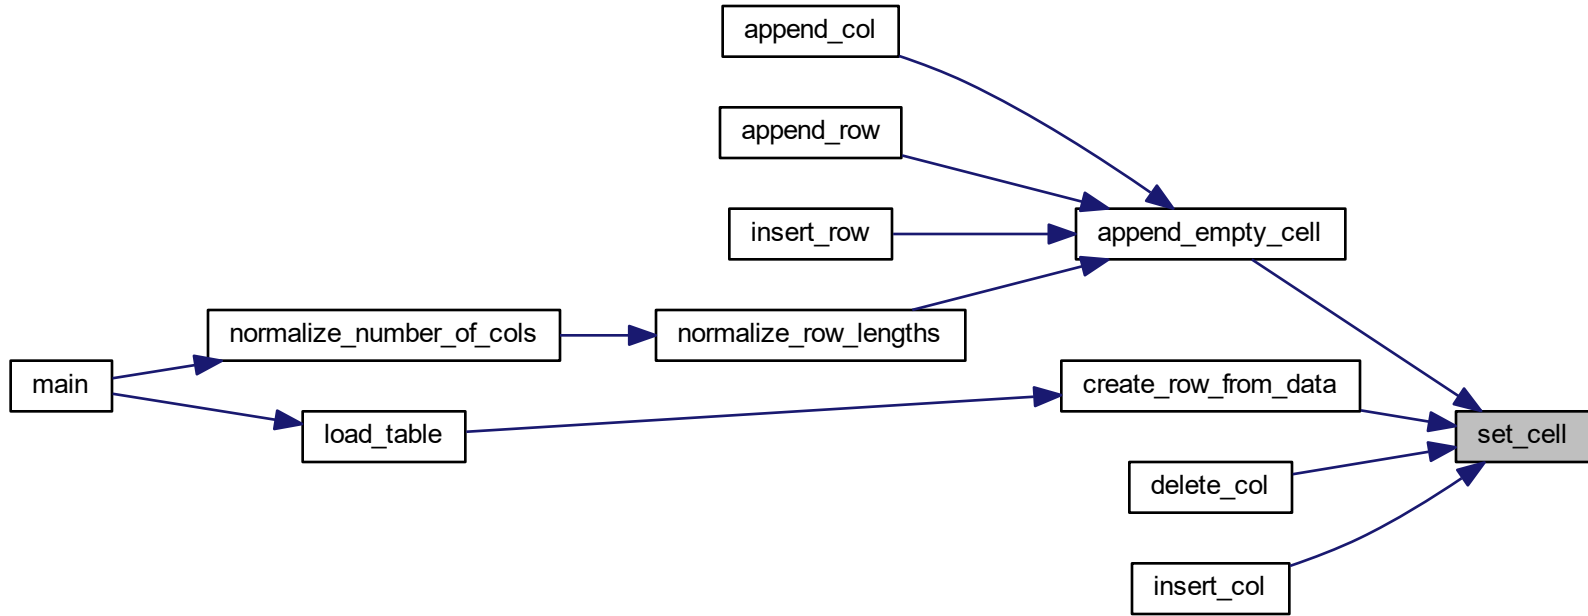 append_col
append_row
insert_row
append_empty_cell
normalize_number_of_cols
normalize_row_lengths
main
create_row_from_data
load_table
set_cell
delete_col
insert_col